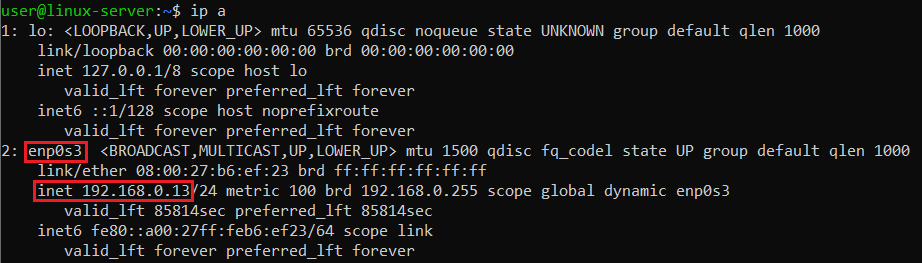 user@linux-server:~$ ip a
1: lo: <LOOPBACK,UP,LOWER_UP> mtu 65536 qdisc noqueue state UNKNOWN group default qlen 1000
    link/loopback 00:00:00:00:00:00 brd 00:00:00:00:00:00
    inet 127.0.0.1/8 scope host lo
       valid_lft forever preferred_lft forever
    inet6 ::1/128 scope host noprefixroute
       valid_lft forever preferred_lft forever
2: enp0s3  <BROADCAST,MULTICAST,UP,LOWER_UP> mtu 1500 qdisc fq_codel state UP group default qlen 1000
    link/ether 08:00:27:b6:ef:23 brd ff:ff:ff:ff:ff:ff
    inet 192.168.0.13/24 metric 100 brd 192.168.0.255 scope global dynamic enp0s3
       valid_lft 85814sec preferred_lft 85814sec
    inet6 fe80::a00:27ff:feb6:ef23/64 scope link
       valid_lft forever preferred_lft forever